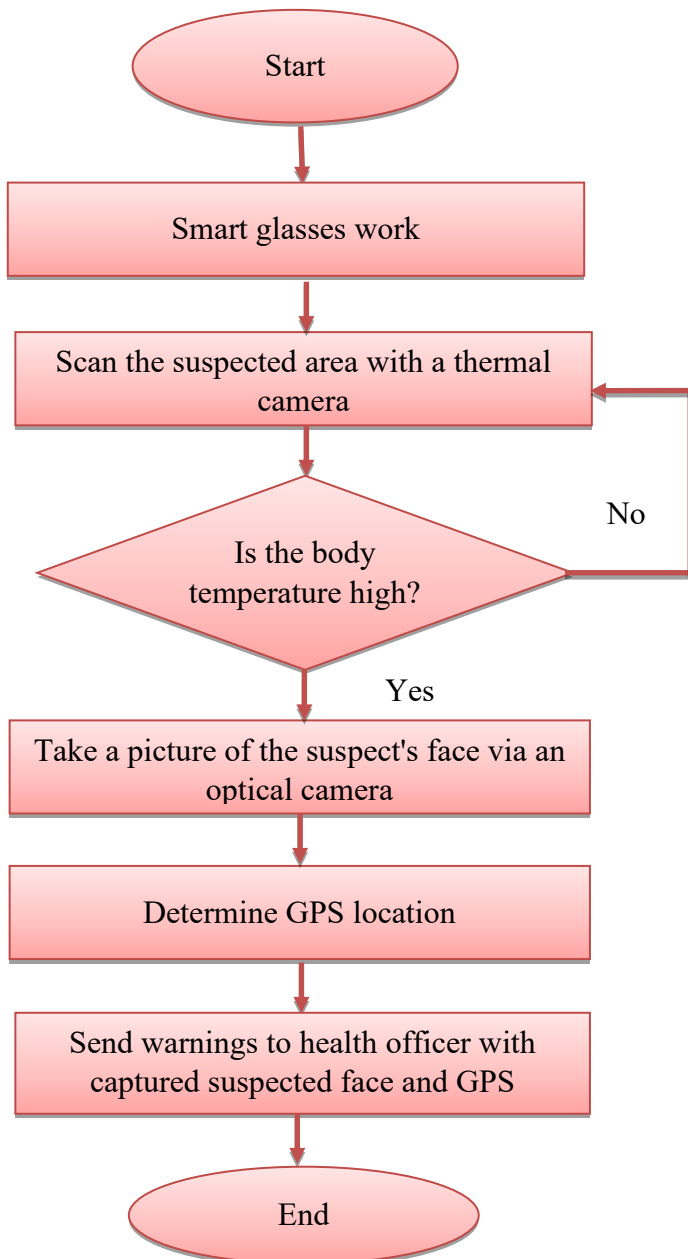 Start
Smart glasses work
Scan the suspected area with a thermal
camera
No
Is the body
temperature high?
Yes
Take a picture of the suspect's face via an
optical camera
Determine GPS location
Send warnings to health officer with
captured suspected face and GPS
End